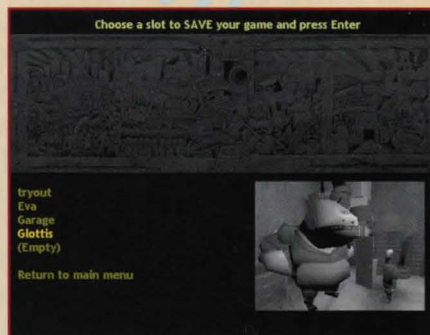 Choose a slot to SAVE your game and press Enter
tryout
Eva
Garage
Glottis
(Empty)
Return to main menu